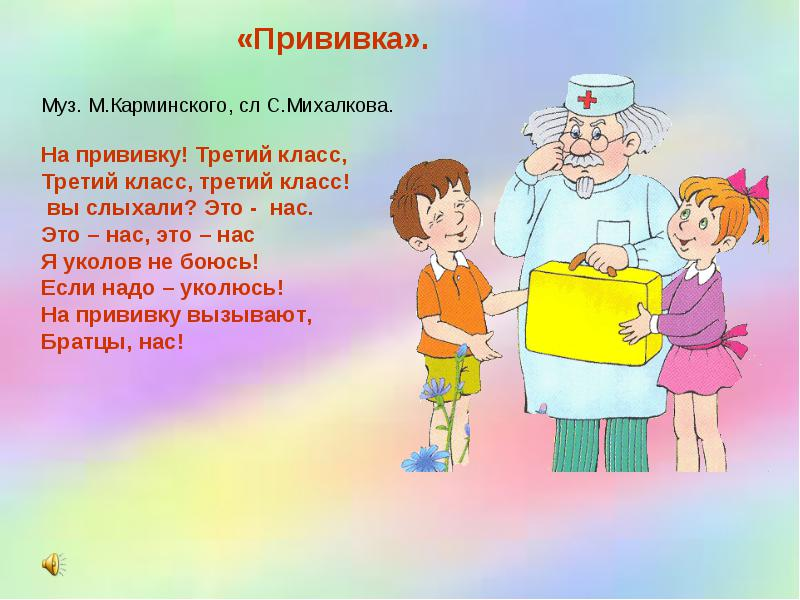 «Прививка».
Муз. М.Карминского, сл С.Михалкова.
На прививку! Третий класс,
Третий класс, третий класс!
вы слыхали? Это - нас.
Это – нас, это – нас
Я уколов не боюсь!
Если надо – уколюсь!
На прививку вызывают,
Братцы, нас!